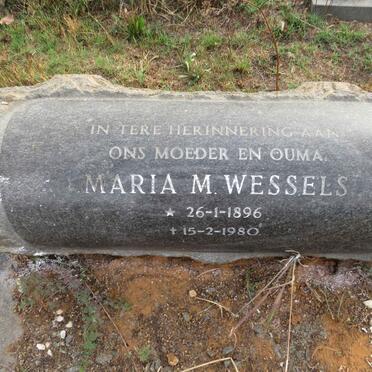 IN TERE HERINNERING AAN
ONS MOEDER EN OUMA.
MARIA M. WESSELS
★ 26-1-1896
✝ 15-2-1980